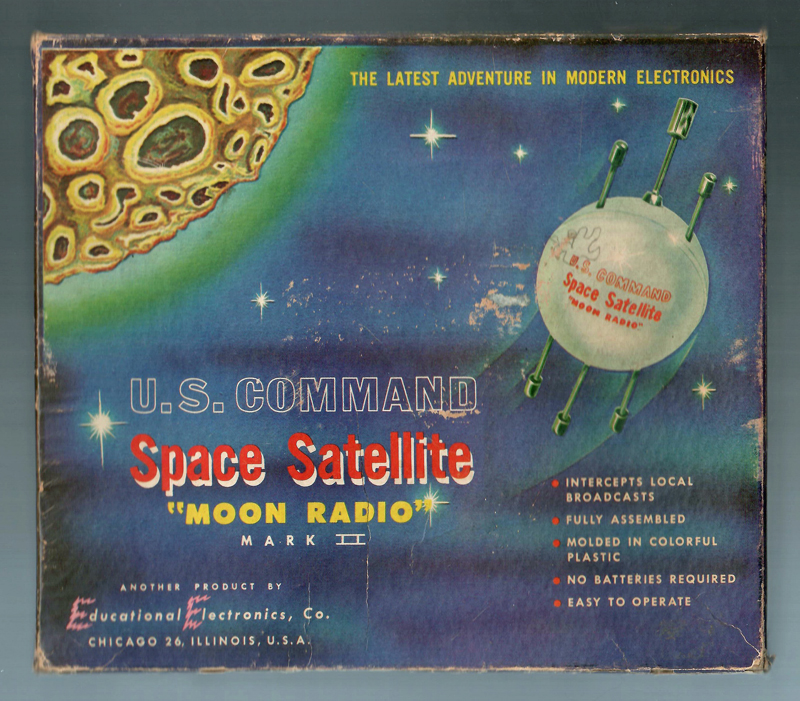 THE LATEST ADVENTURE IN MODERN ELECTRONICS
U.S. COMMAND
Space Satellite
"MOON RADIO"
U.S. COMMAND
Space Satellite
"MOON RADIO"
MARK II
• INTERCEPTS LOCAL
BROADCASTS
• FULLY ASSEMBLED
• MOLDED IN COLORFUL
PLASTIC
• NO BATTERIES REQUIRED
• EASY TO OPERATE
ANOTHER PRODUCT BY
Educational Electronics, Co.
CHICAGO 26, ILLINOIS, U.S.A.